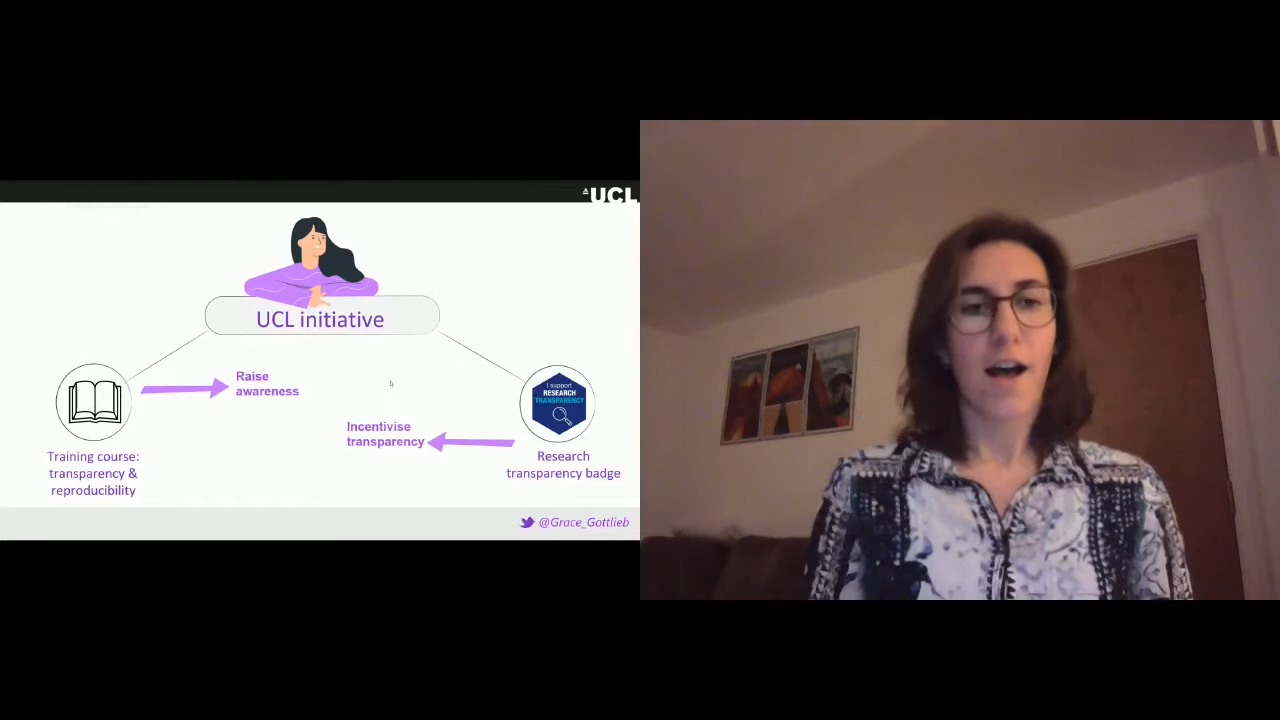 UCL
UCL initiative
Raise
awareness
I support
RESEARCH
TRANSPARENCY
Incentivise
transparency
Training course:
transparency &
reproducibility
Research
transparency badge
@Grace_Gottlieb